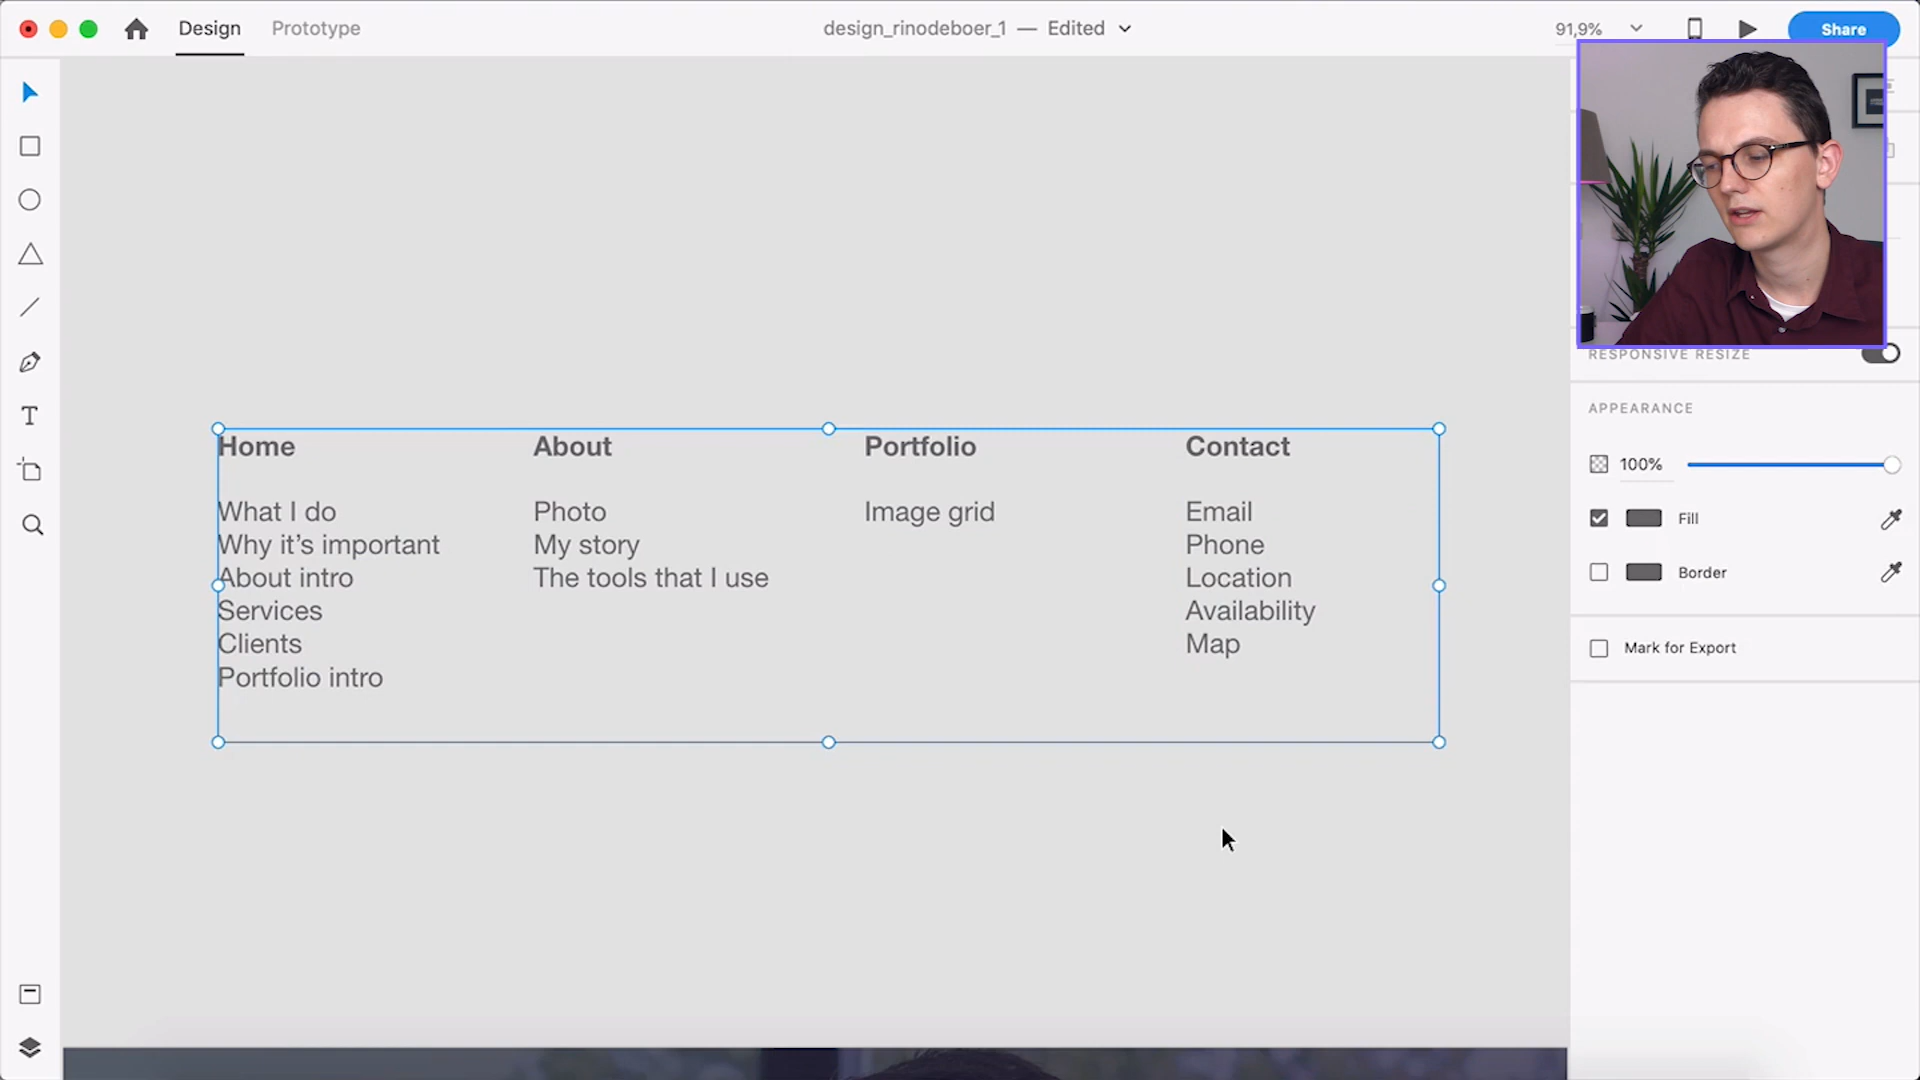 Design Prototype design_rinodeboer_1 — Edited 91,9% Share
RESPONSIVE RESIZE
APPEARANCE
100%
Fill
Border
Mark for Export
T
Home
What I do
Why it’s important
About intro
Services
Clients
Portfolio intro
About
Photo
My story
The tools that I use
Portfolio
Image grid
Contact
Email
Phone
Location
Availability
Map